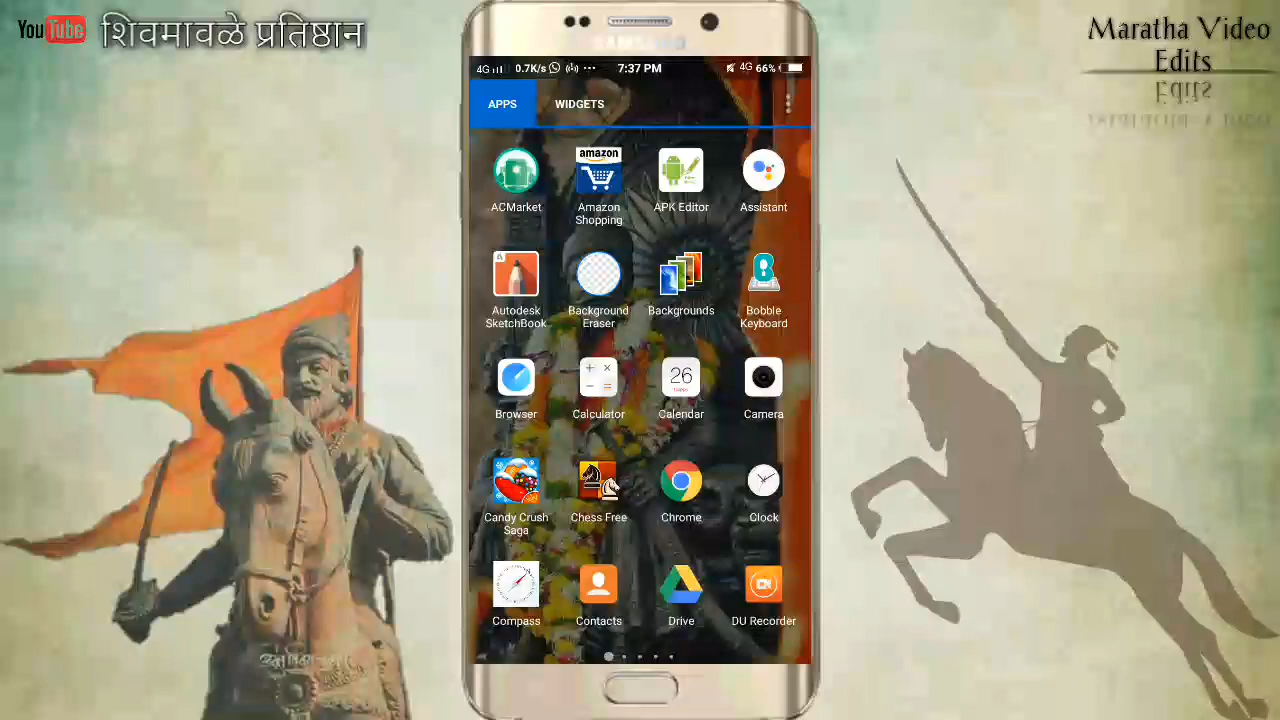 YouTube शिवमावळे प्रतिष्ठान
Maratha Video
Edits
SAMSUNG
4G 0.7K/s 7:37 PM 4G 66%
APPS WIDGETS
ACMarket
amazon
Amazon
Shopping
APK Editor
Assistant
Autodesk
SketchBook
Background
Eraser
Backgrounds
Bobble
Keyboard
Browser
Calculator
26
Calendar
Camera
Candy Crush
Saga
Chess Free
Chrome
Clock
Compass
Contacts
Drive
DU Recorder